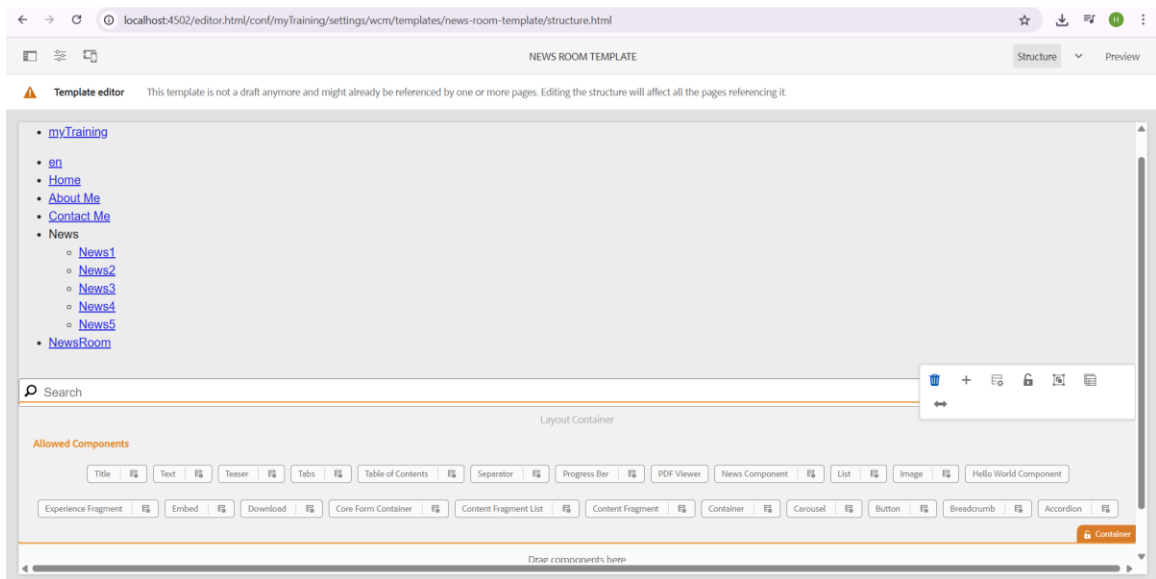 localhost:4502/editor.html/conf/myTraining/settings/wcm/templates/news-room-template/structure.html
H
NEWS ROOM TEMPLATE
Structure
Preview
Template editor This template is not a draft anymore and might already be referenced by one or more pages. Editing the structure will affect all the pages referencing it.
myTraining
en
Home
About Me
Contact Me
News
News1
News2
News3
News4
News5
NewsRoom
Search
Layout Container
Allowed Components
Title Text Teaser Tabs Table of Contents Separator Progress Bar PDF Viewer News Component List Image Hello World Component
Experience Fragment Embed Download Core Form Container Content Fragment List Content Fragment Container Carousel Button Breadcrumb Accordion
Container
Drag components here